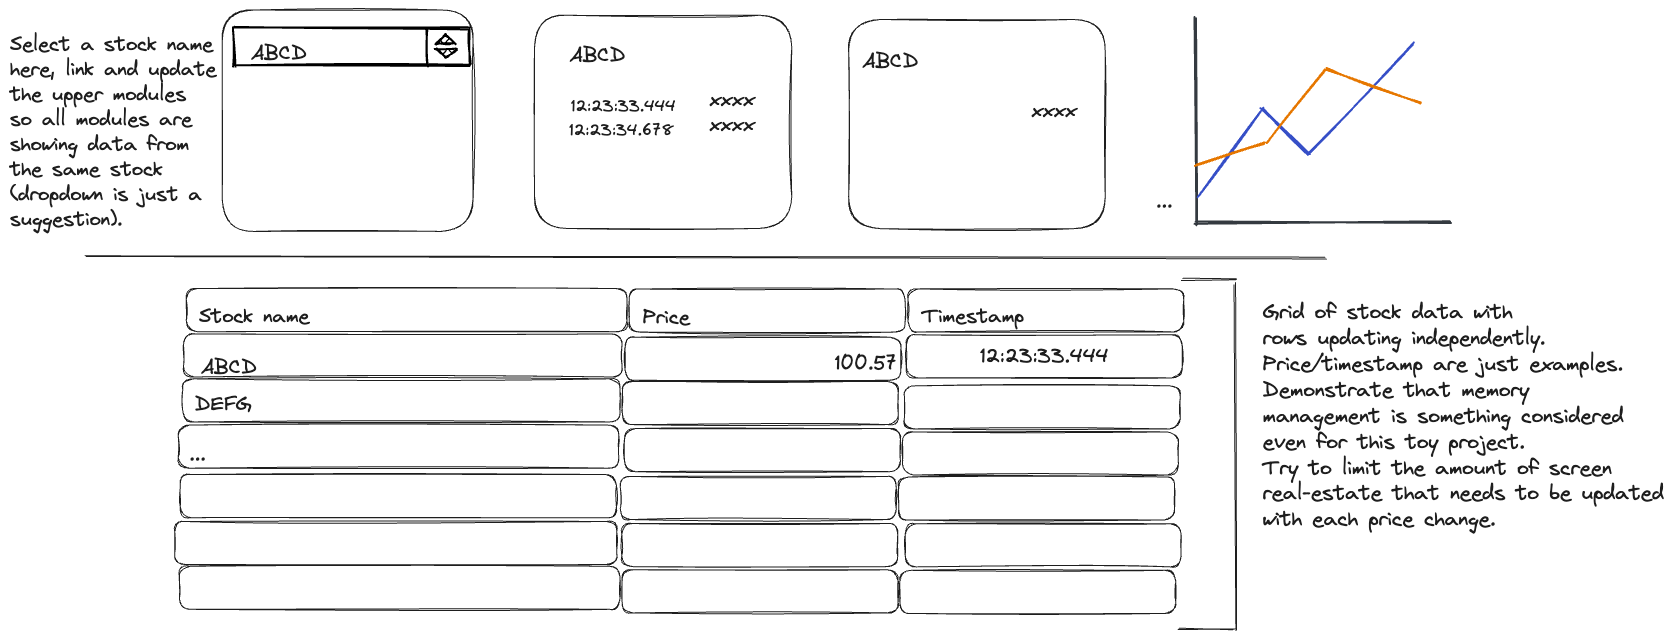 Select a stock name
here, link and update
the upper modules
so all modules are
showing data from
the same stock
(dropdown is just a
suggestion).
ABCD
ABCD
12:23:33.444 xxxx
12:23:34.678 xxxx
ABCD
xxxx
...
Stock name Price Timestamp
ABCD 100.57 12:23:33.444
DEFG
...
Grid of stock data with
rows updating independently.
Price/timestamp are just examples.
Demonstrate that memory
management is something considered
even for this toy project.
Try to limit the amount of screen
real-estate that needs to be updated
with each price change.